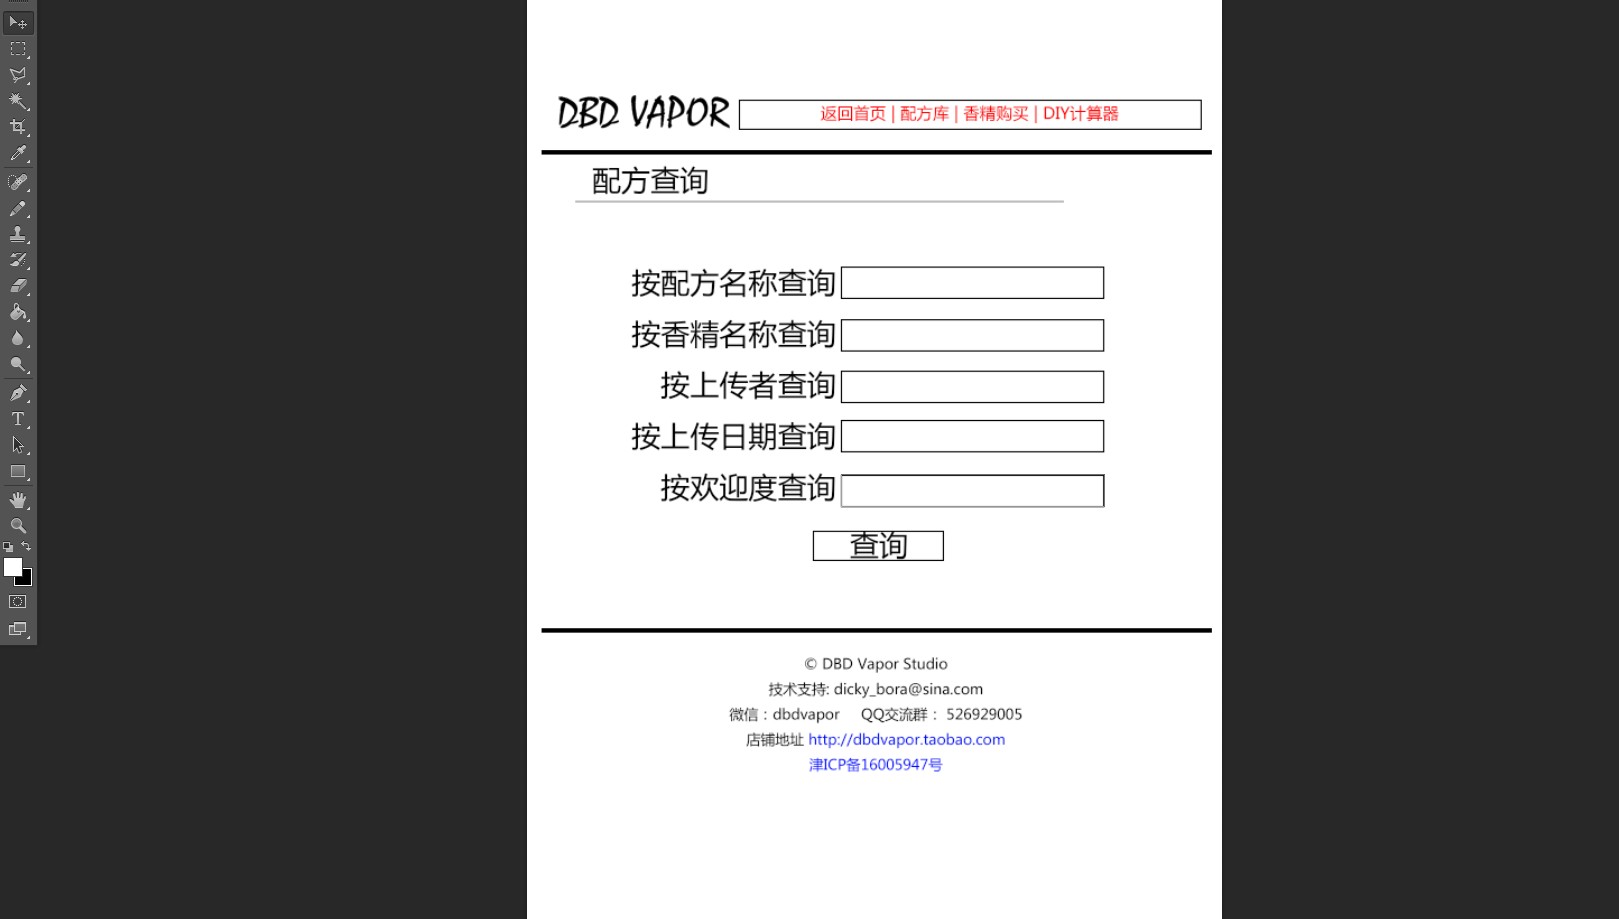 DBD VAPOR
返回首页 | 配方库 | 香精购买 | DIY计算器
配方查询
按配方名称查询
按香精名称查询
按上传者查询
按上传日期查询
按欢迎度查询
查询
© DBD Vapor Studio
技术支持: dicky_bora@sina.com
微信：dbdvapor QQ交流群： 526929005
店铺地址 http://dbdvapor.taobao.com
津ICP备16005947号